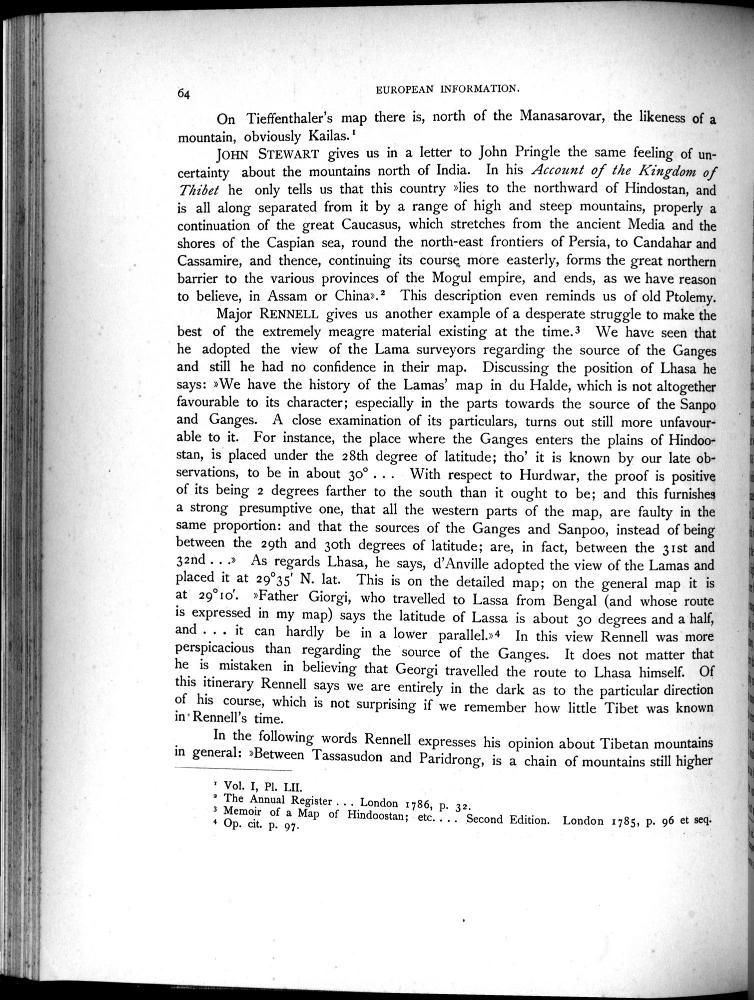 64
EUROPEAN INFORMATION.
On Tieffenthaler's map there is, north of the Manasarovar, the likeness of a
mountain, obviously Kailas.¹
JOHN STEWART gives us in a letter to John Pringle the same feeling of un-
certainty about the mountains north of India. In his Account of the Kingdom of
Thibet he only tells us that this country »lies to the northward of Hindostan, and
is all along separated from it by a range of high and steep mountains, properly a
continuation of the great Caucasus, which stretches from the ancient Media and the
shores of the Caspian sea, round the north-east frontiers of Persia, to Candahar and
Cassamire, and thence, continuing its course more easterly, forms the great northern
barrier to the various provinces of the Mogul empire, and ends, as we have reason
to believe, in Assam or China».² This description even reminds us of old Ptolemy.
Major RENNELL gives us another example of a desperate struggle to make the
best of the extremely meagre material existing at the time.³ We have seen that
he adopted the view of the Lama surveyors regarding the source of the Ganges
and still he had no confidence in their map. Discussing the position of Lhasa he
says: »We have the history of the Lamas' map in du Halde, which is not altogether
favourable to its character; especially in the parts towards the source of the Sanpo
and Ganges. A close examination of its particulars, turns out still more unfavour-
able to it. For instance, the place where the Ganges enters the plains of Hindoo-
stan, is placed under the 28th degree of latitude; tho' it is known by our late ob-
servations, to be in about 30° . . . With respect to Hurdwar, the proof is positive
of its being 2 degrees farther to the south than it ought to be; and this furnishes
a strong presumptive one, that all the western parts of the map, are faulty in the
same proportion: and that the sources of the Ganges and Sanpoo, instead of being
between the 29th and 30th degrees of latitude; are, in fact, between the 31st and
32nd . . .» As regards Lhasa, he says, d'Anville adopted the view of the Lamas and
placed it at 29°35' N. lat. This is on the detailed map; on the general map it is
at 29°10'. »Father Giorgi, who travelled to Lassa from Bengal (and whose route
is expressed in my map) says the latitude of Lassa is about 30 degrees and a half,
and . . . it can hardly be in a lower parallel.»⁴ In this view Rennell was more
perspicacious than regarding the source of the Ganges. It does not matter that
he is mistaken in believing that Georgi travelled the route to Lhasa himself. Of
this itinerary Rennell says we are entirely in the dark as to the particular direction
of his course, which is not surprising if we remember how little Tibet was known
in Rennell's time.
In the following words Rennell expresses his opinion about Tibetan mountains
in general: »Between Tassasudon and Paridrong, is a chain of mountains still higher
¹ Vol. I, Pl. LII.
² The Annual Register . . . London 1786, p. 32.
³ Memoir of a Map of Hindoostan; etc. . . . Second Edition. London 1785, p. 96 et seq.
⁴ Op. cit. p. 97.